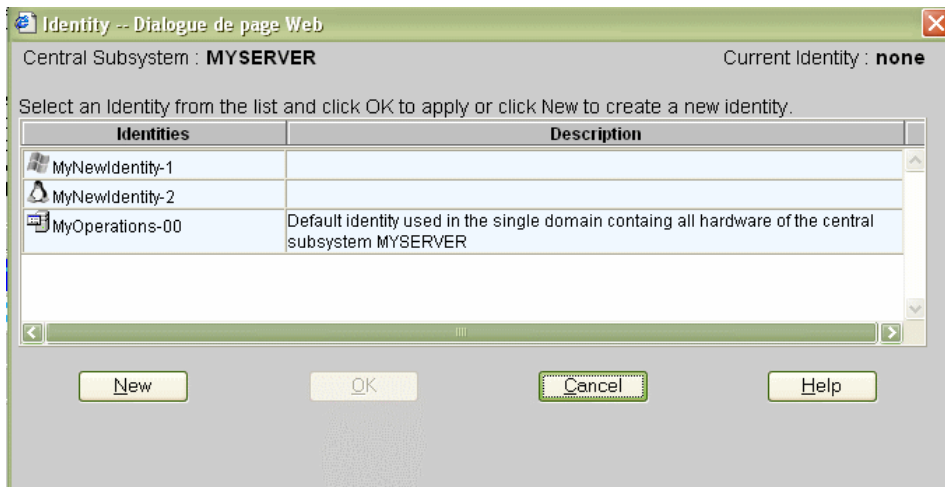 Identity -- Dialogue de page Web
Central Subsystem : MYSERVER
Current Identity : none
Select an Identity from the list and click OK to apply or click New to create a new identity.
Identities
Description
MyNewIdentity-1
MyNewIdentity-2
MyOperations-00
Default identity used in the single domain containg all hardware of the central
subsystem MYSERVER
New
OK
Cancel
Help